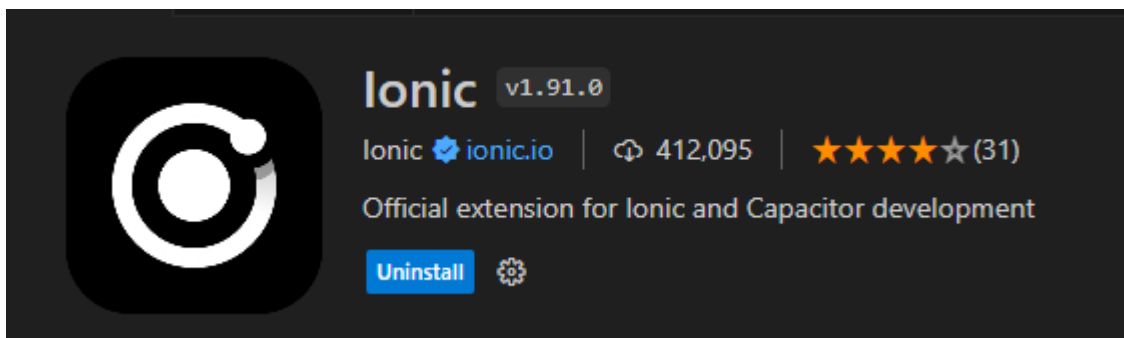 Ionic v1.91.0
Ionic ionic.io 412,095 (31)
Official extension for Ionic and Capacitor development
Uninstall